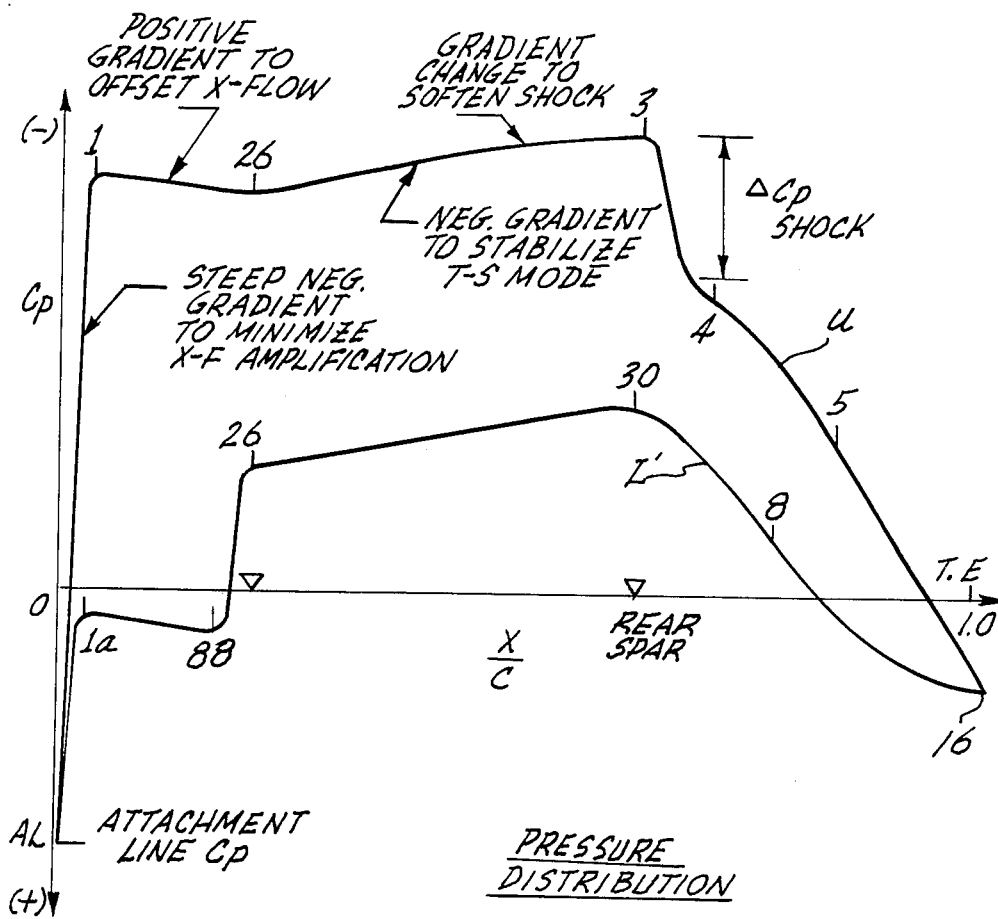 POSITIVE
GRADIENT TO
OFFSET X-FLOW
GRADIENT
CHANGE TO
SOFTEN SHOCK
(-)
1
26
3
Δ Cp
SHOCK
NEG. GRADIENT
TO STABILIZE
T-S MODE
Cp
STEEP NEG.
GRADIENT
TO MINIMIZE
X-F AMPLIFICATION
4
U
5
30
26
L'
8
T.E
0
1.0
1a
88
X
C
REAR
SPAR
16
AL
ATTACHMENT
LINE Cp
PRESSURE
DISTRIBUTION
(+)